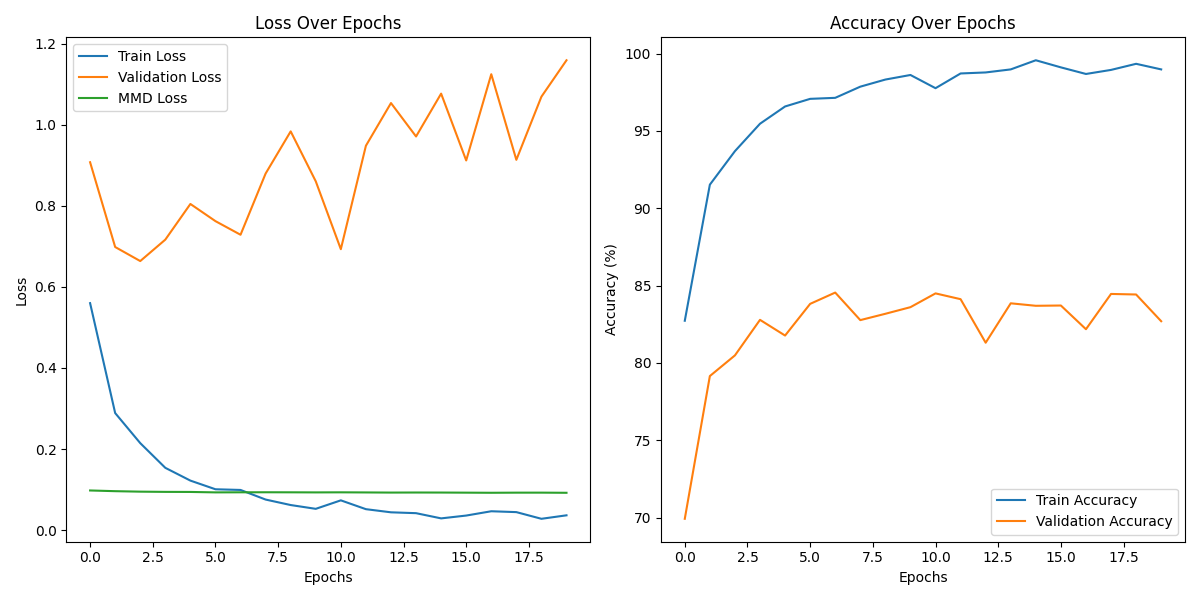 Loss Over Epochs
Train Loss
Validation Loss
MMD Loss
1.2
1.0
0.8
0.6
0.4
0.2
0.0
Loss
0.0 2.5 5.0 7.5 10.0 12.5 15.0 17.5
Epochs
Accuracy Over Epochs
100
95
90
85
80
75
70
Accuracy (%)
Train Accuracy
Validation Accuracy
0.0 2.5 5.0 7.5 10.0 12.5 15.0 17.5
Epochs